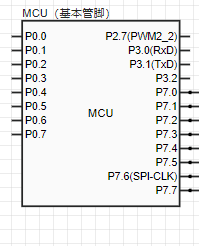 MCU（基本管脚）
P0.0
P0.1
P0.2
P0.3
P0.4
P0.5
P0.6
P0.7
MCU
P2.7(PWM2_2)
P3.0(RxD)
P3.1(TxD)
P3.2
P7.0
P7.1
P7.2
P7.3
P7.4
P7.5
P7.6(SPI-CLK)
P7.7